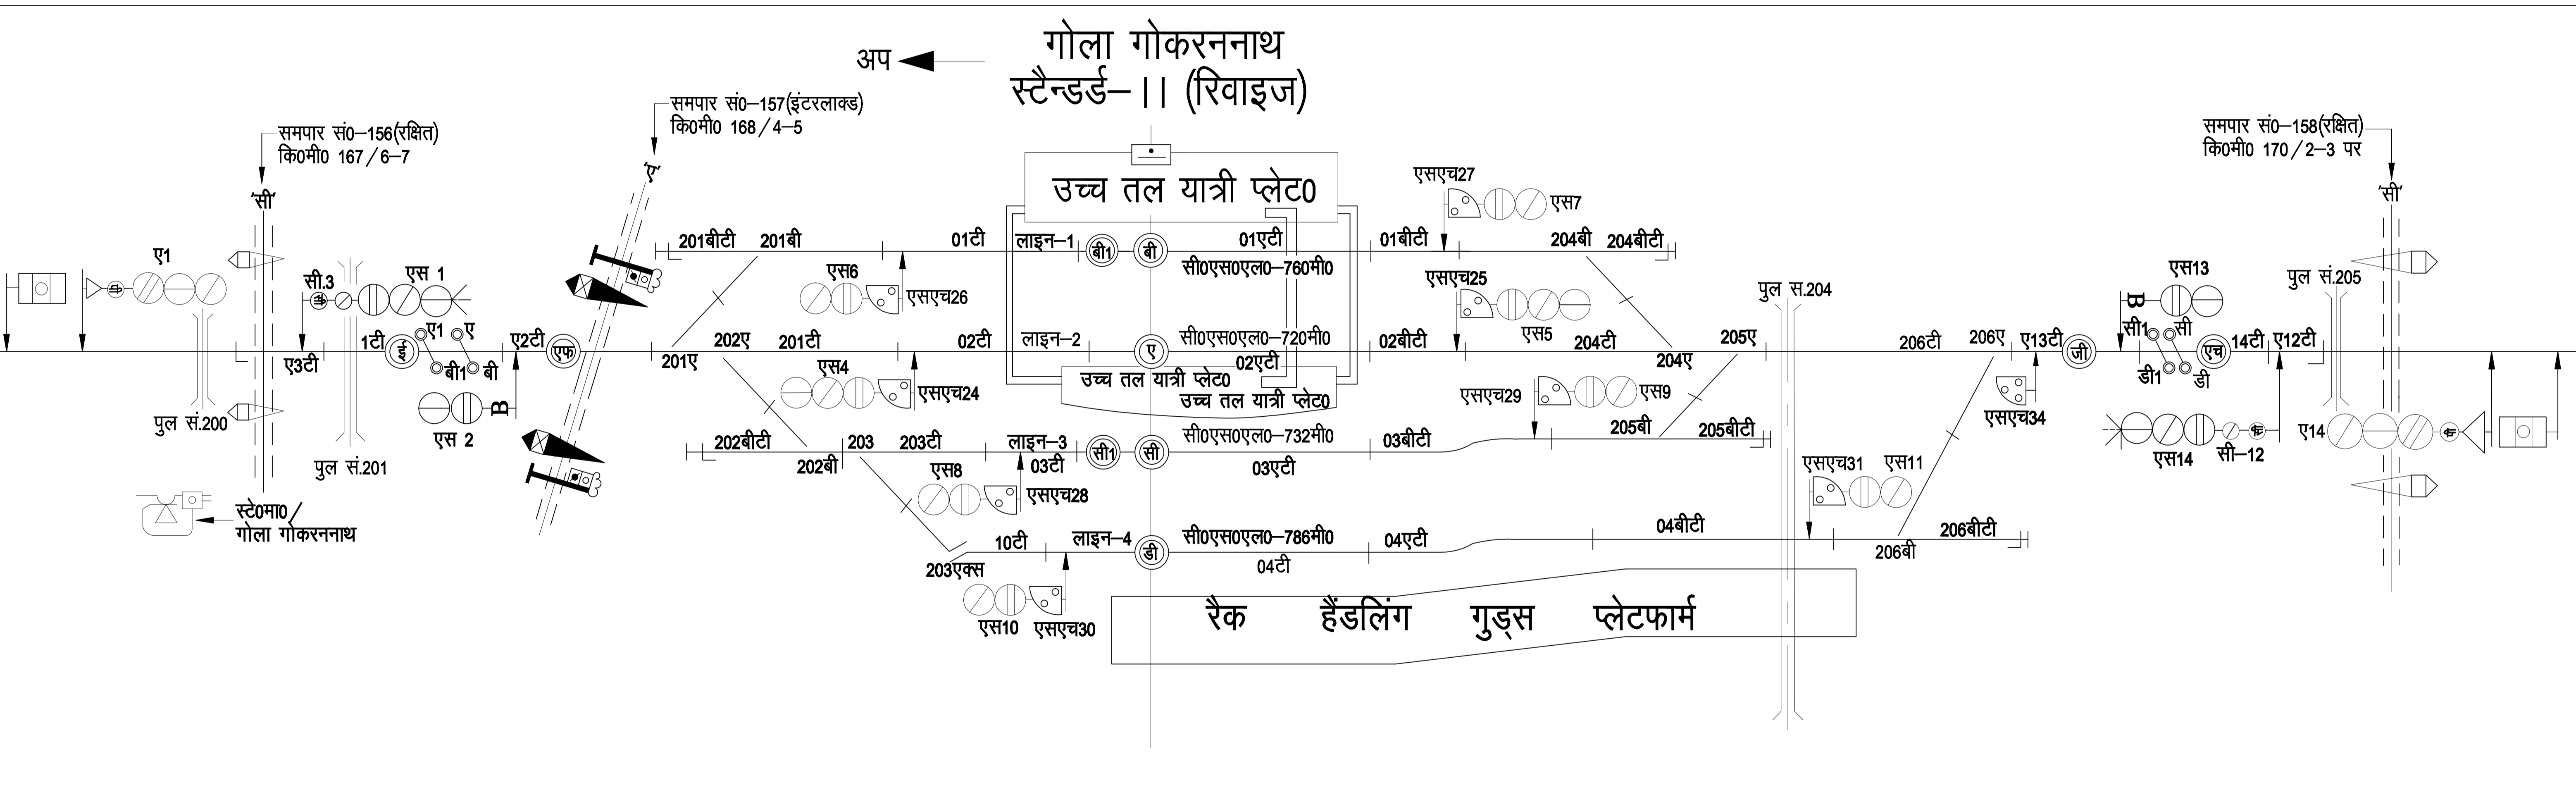 गोला गोकरननाथ
अप
स्टैन्डर्ड–II (रिवाइज)
समपार सं0–157(इंटरलाक्ड)
कि0मी0 168/4–5
समपार सं0–156(रक्षित)
कि0मी0 167/6–7
समपार सं0–158(रक्षित)
कि0मी0 170/2–3 पर
'सी'
'ए'
'सी'
उच्च तल यात्री प्लेट0
एसएच27
एस7
201बीटी
201बी
01टी
लाइन–1
बी1
बी
01एटी
01बीटी
204बी
204बीटी
सी0एस0एल0–760मी0
ए1
सी.3
एस 1
एस6
एसएच26
एसएच25
एस5
पुल स.204
एस13
B
पुल सं.205
1टी
ई
ए1
ए
बी1
बी
ए2टी
एफ
ए3टी
201ए
202ए
201टी
02टी
लाइन–2
ए
सी0एस0एल0–720मी0
02एटी
02बीटी
204टी
204ए
205ए
206टी
206ए
ए13टी
जी
सी1
सी
डी1
डी
एच
14टी
ए12टी
उच्च तल यात्री प्लेट0
उच्च तल यात्री प्लेट0
एस4
एसएच24
एसएच29
एस9
एसएच34
पुल सं.200
B
एस 2
पुल सं.201
एस14
सी–12
ए14
202बीटी
202बी
203
203टी
लाइन–3
03टी
सी1
सी
सी0एस0एल0–732मी0
03एटी
03बीटी
205बी
205बीटी
एस8
एसएच28
एसएच31
एस11
स्टे0मा0/
गोला गोकरननाथ
203एक्स
10टी
लाइन–4
डी
सी0एस0एल0–786मी0
04टी
04एटी
04बीटी
206बी
206बीटी
एस10
एसएच30
रैक हैंडलिंग गुड्स प्लेटफार्म